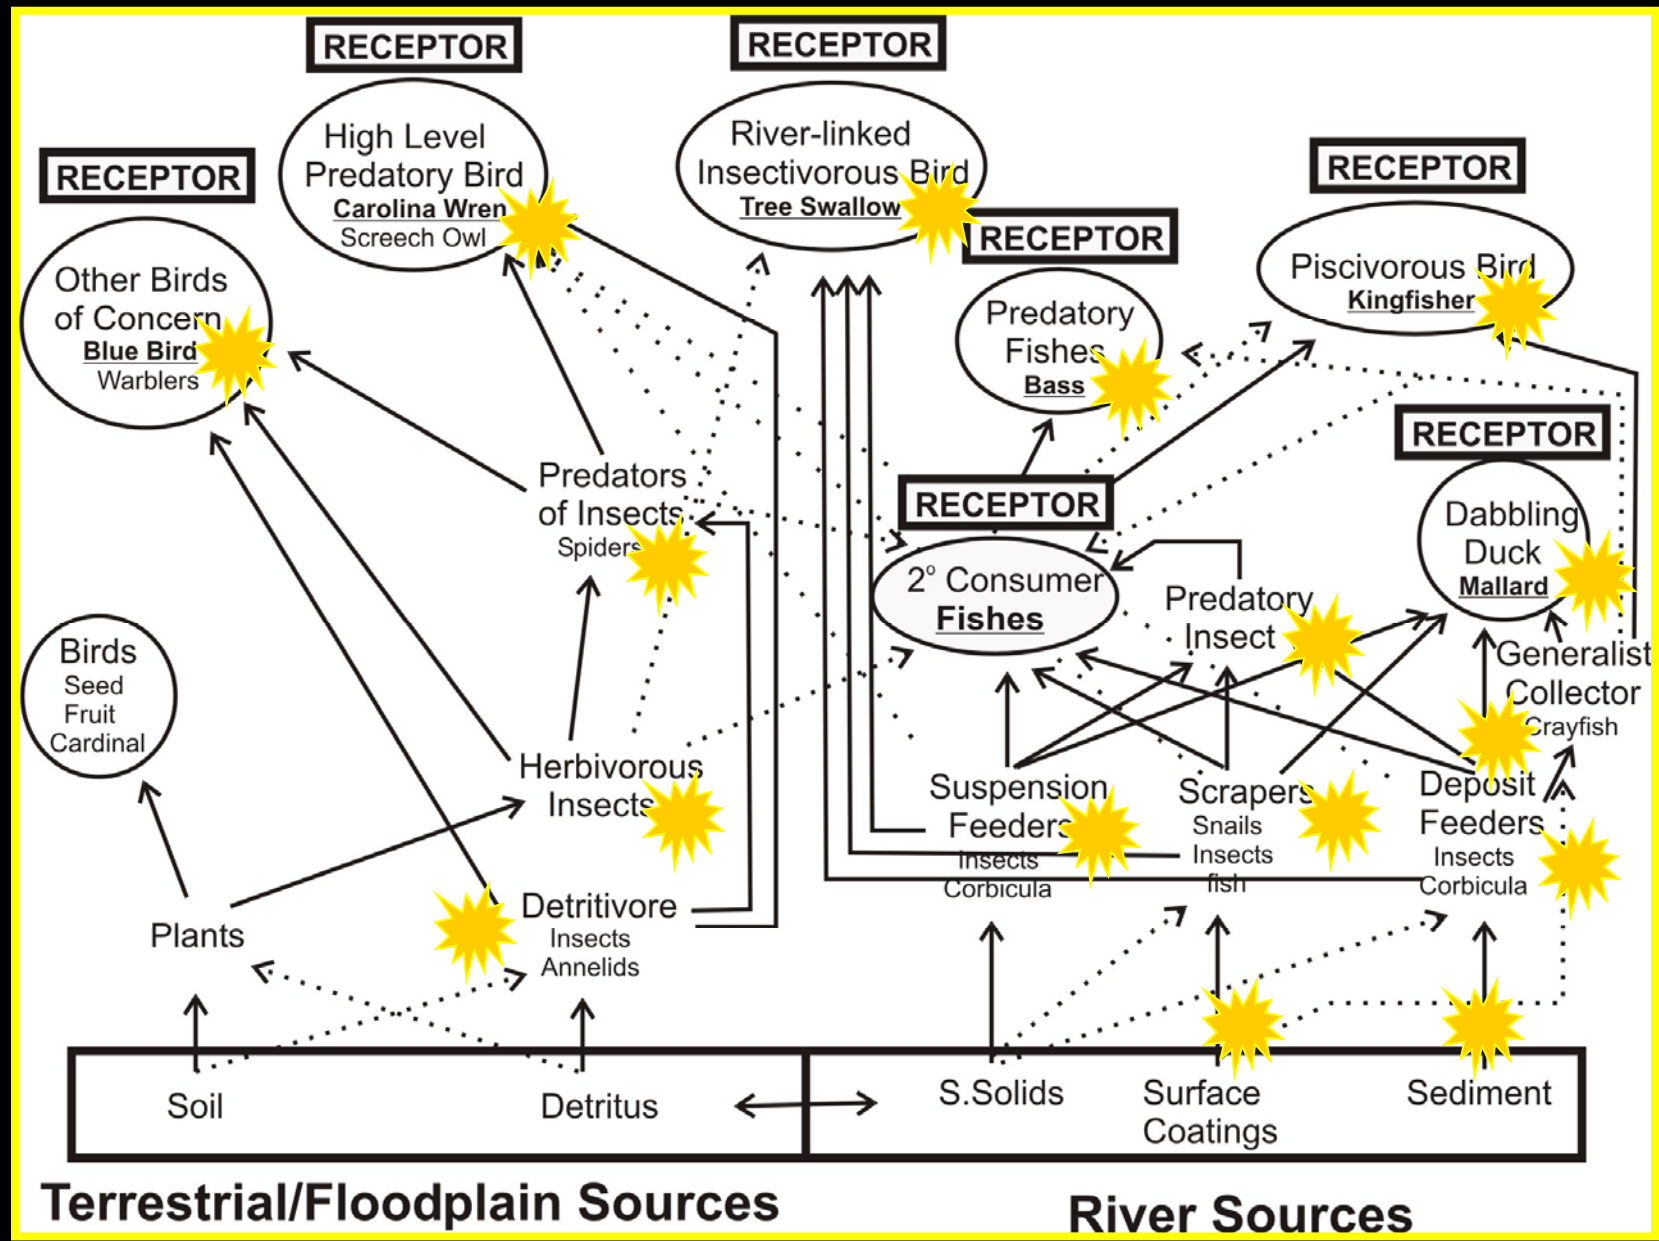 RECEPTOR
High Level
Predatory Bird
Carolina Wren
Screech Owl
RECEPTOR
River-linked
Insectivorous Bird
Tree Swallow
RECEPTOR
Other Birds
of Concern
Blue Bird
Warblers
RECEPTOR
Predatory
Fishes
Bass
RECEPTOR
Piscivorous Bird
Kingfisher
RECEPTOR
Dabbling
Duck
Mallard
Predators
of Insects
Spiders
RECEPTOR
2º Consumer
Fishes
Predatory
Insect
Generalist
Collector
Crayfish
Birds
Seed
Fruit
Cardinal
Herbivorous
Insects
Suspension
Feeders
Insects
Corbicula
Scrapers
Snails
Insects
fish
Deposit
Feeders
Insects
Corbicula
Plants
Detritivore
Insects
Annelids
Soil
Detritus
S.Solids
Surface
Coatings
Sediment
Terrestrial/Floodplain Sources
River Sources